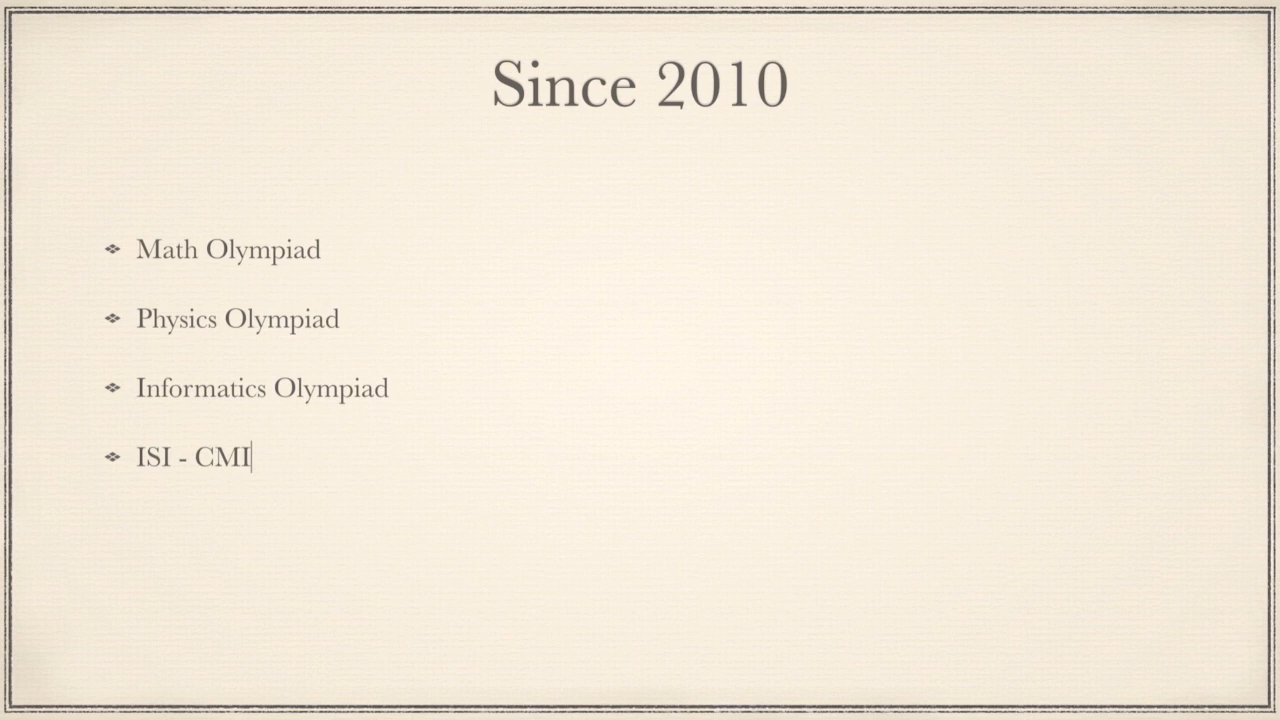 Since 2010
Math Olympiad
Physics Olympiad
Informatics Olympiad
ISI - CMI